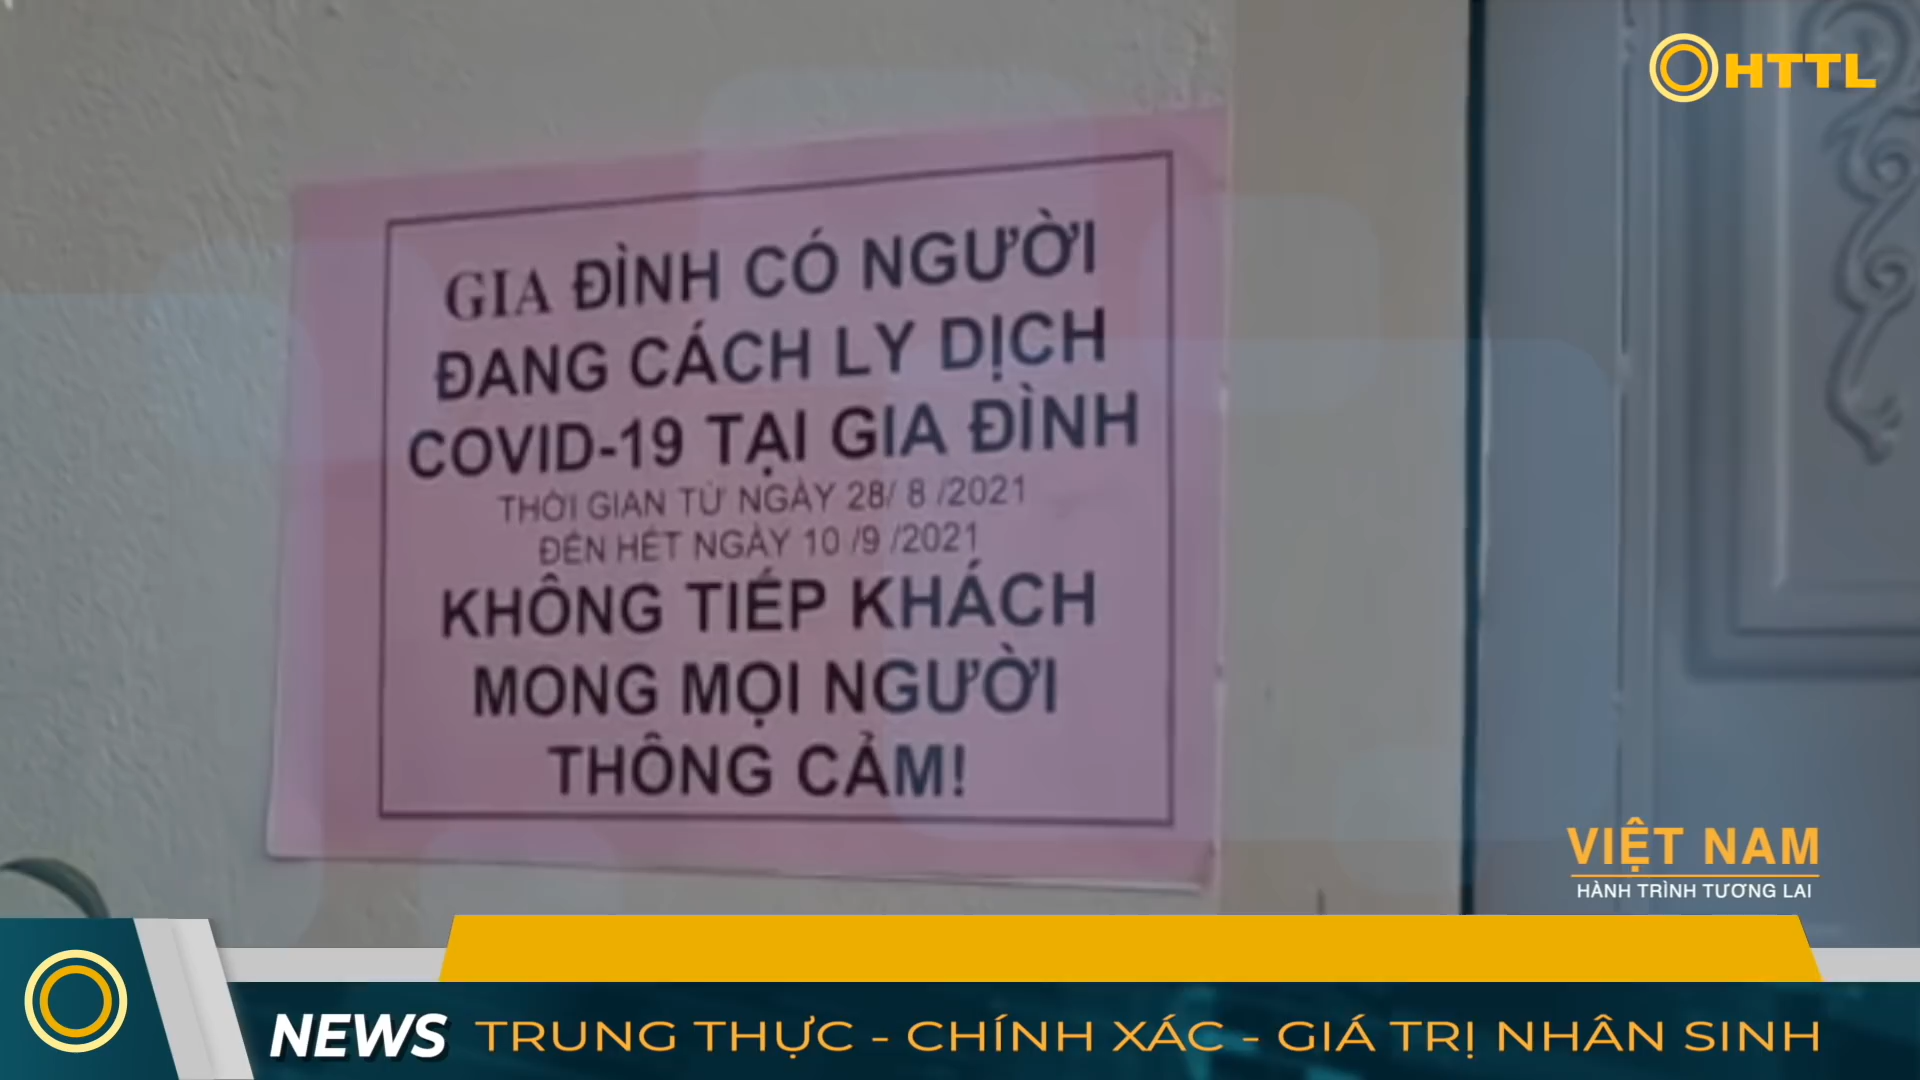 HTTL
GIA ĐÌNH CÓ NGƯỜI
ĐANG CÁCH LY DỊCH
COVID-19 TẠI GIA ĐÌNH
THỜI GIAN TỪ NGÀY 28/ 8 /2021
ĐẾN HẾT NGÀY 10 /9 /2021
KHÔNG TIẾP KHÁCH
MONG MỌI NGƯỜI
THÔNG CẢM!
VIỆT NAM
HÀNH TRÌNH TƯƠNG LAI
NEWS TRUNG THỰC - CHÍNH XÁC - GIÁ TRỊ NHÂN SINH